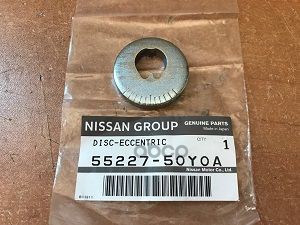 NISSAN GROUP
GENUINE PARTS
Made in Japan
DISC-ECCENTRIC
QTY
1
55227-50Y0A
Nissan Motor Co., Ltd.